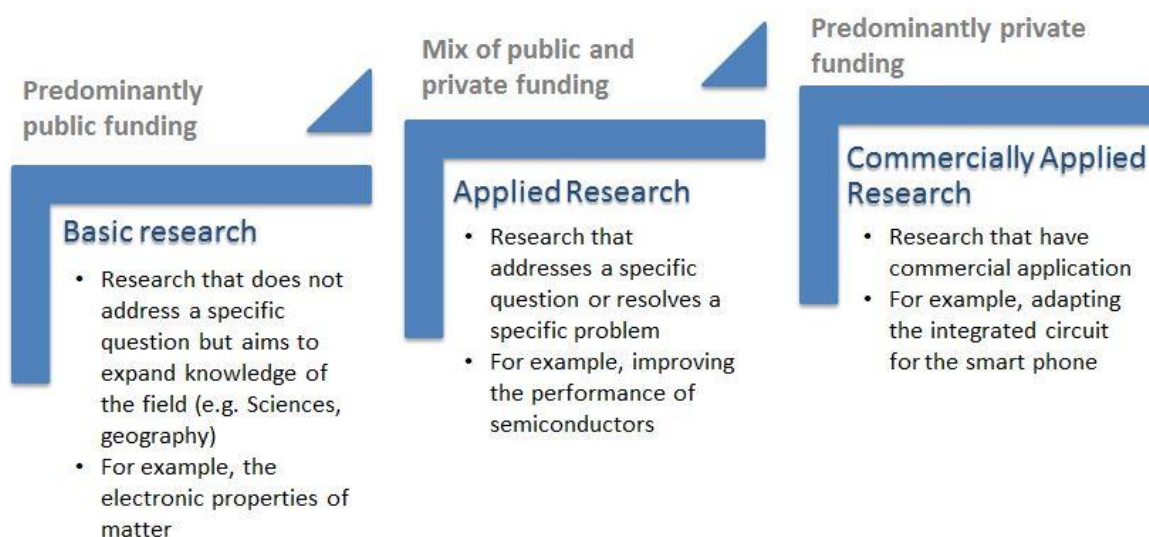 Predominantly
public funding
Basic research
• Research that does not
address a specific
question but aims to
expand knowledge of
the field (e.g. Sciences,
geography)
• For example, the
electronic properties of
matter
Mix of public and
private funding
Applied Research
• Research that
addresses a specific
question or resolves a
specific problem
• For example, improving
the performance of
semiconductors
Predominantly private
funding
Commercially Applied
Research
• Research that have
commercial application
• For example, adapting
the integrated circuit
for the smart phone